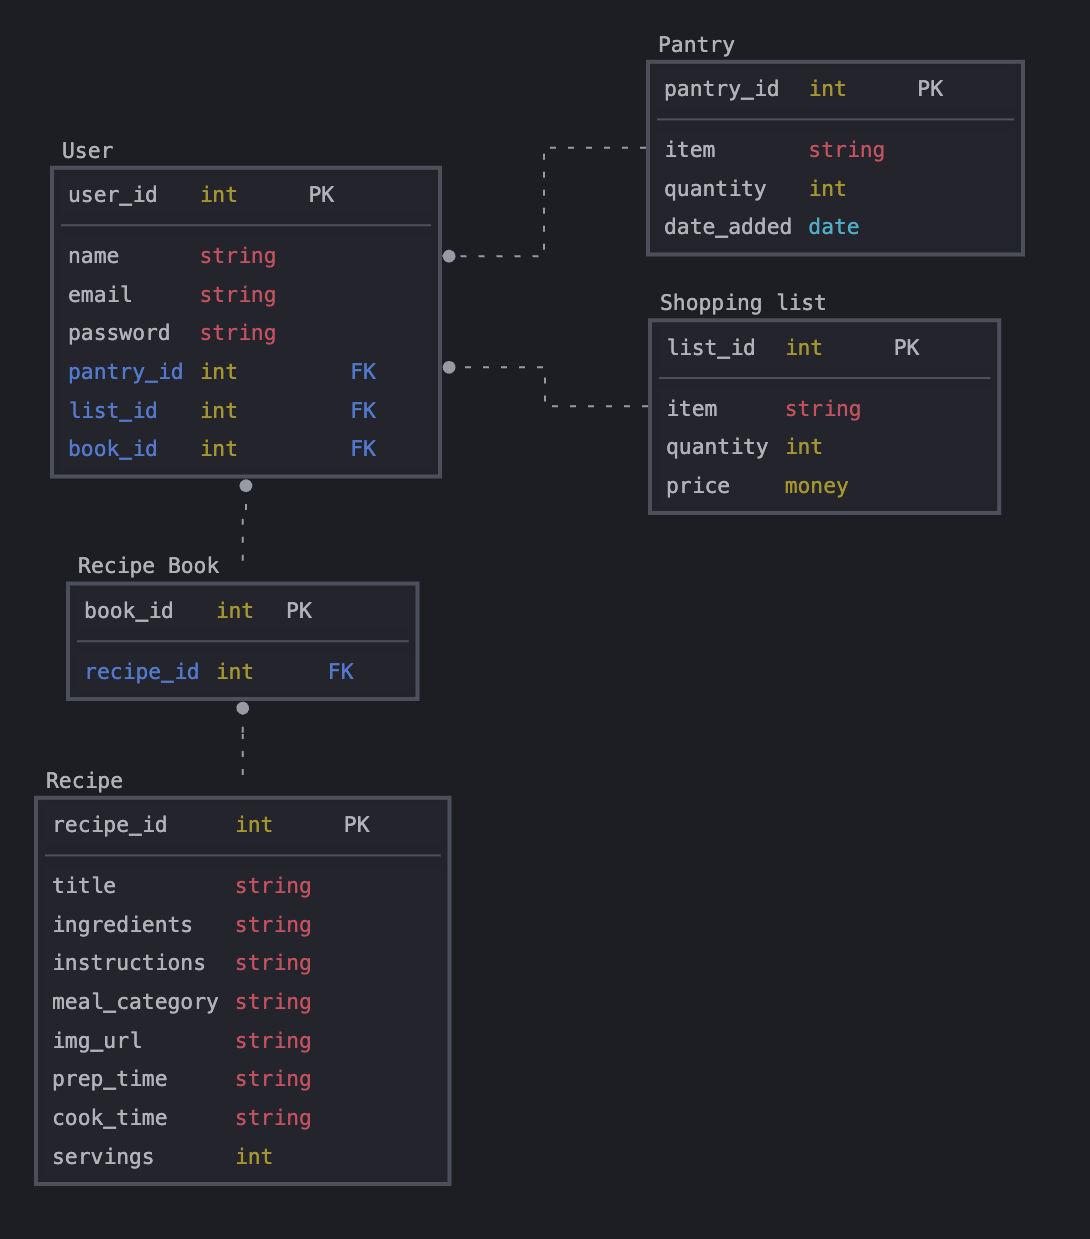 Pantry
pantry_id int PK
item string
quantity int
date_added date
User
user_id int PK
name string
email string
password string
pantry_id int FK
list_id int FK
book_id int FK
Shopping list
list_id int PK
item string
quantity int
price money
Recipe Book
book_id int PK
recipe_id int FK
Recipe
recipe_id int PK
title string
ingredients string
instructions string
meal_category string
img_url string
prep_time string
cook_time string
servings int